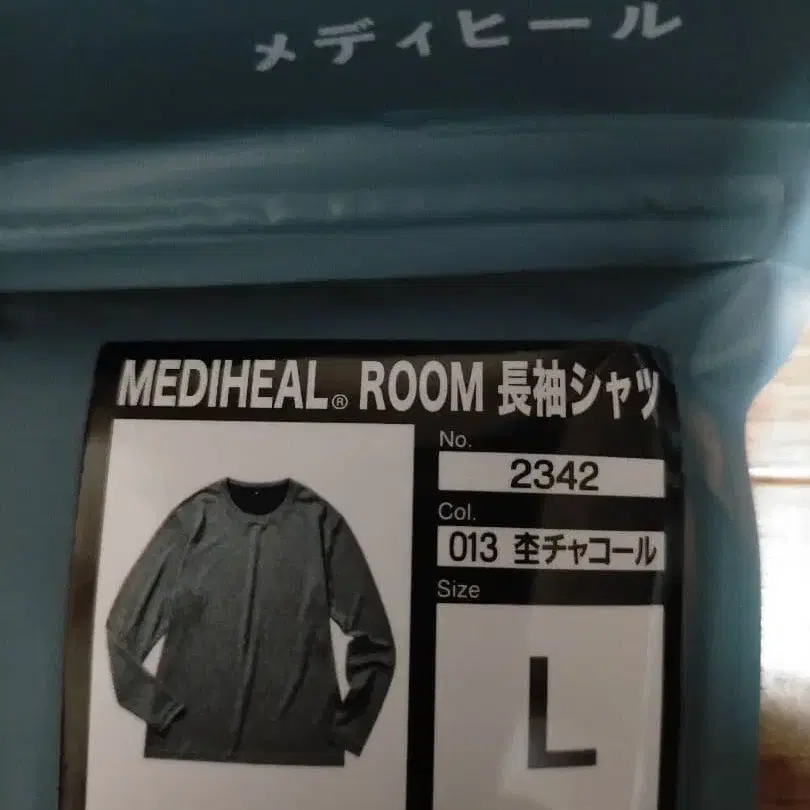 メディヒール
MEDIHEAL® ROOM 長袖シャツ
No.
2342
Col.
013 杢チャコール
Size
L